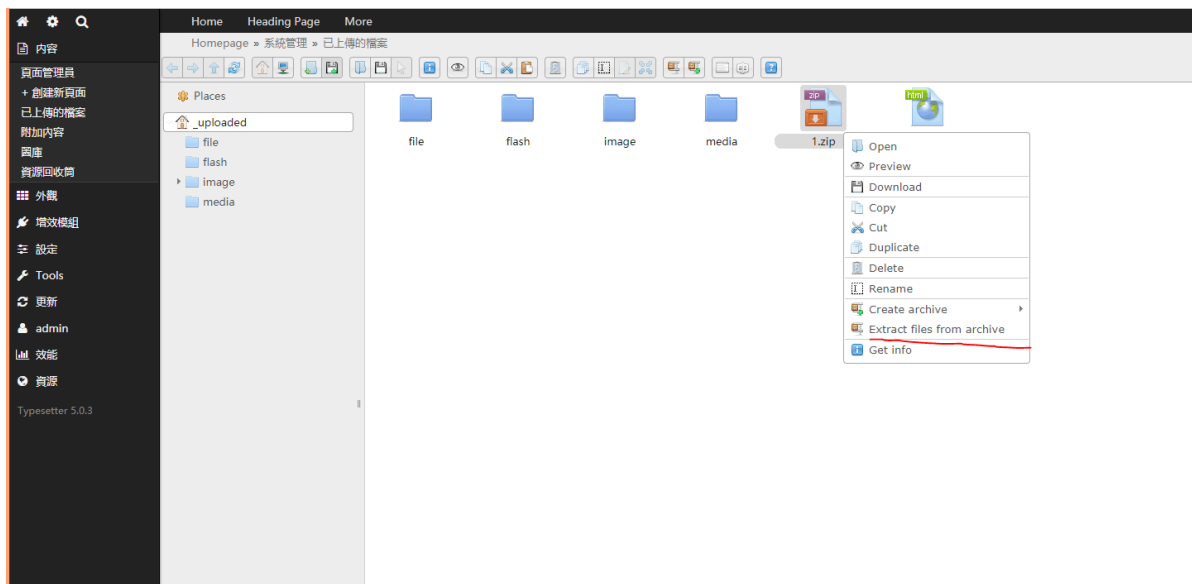 Home Heading Page More
Homepage » 系統管理 » 已上傳的檔案
内容
頁面管理員
+ 創建新頁面
已上傳的檔案
附加內容
圖庫
資源回收筒
外觀
增效模組
設定
Tools
更新
admin
效能
資源
Typesetter 5.0.3
Places
_uploaded
file
flash
image
media
file flash image media 1.zip
zip
html
Open
Preview
Download
Copy
Cut
Duplicate
Delete
Rename
Create archive
Extract files from archive
Get info